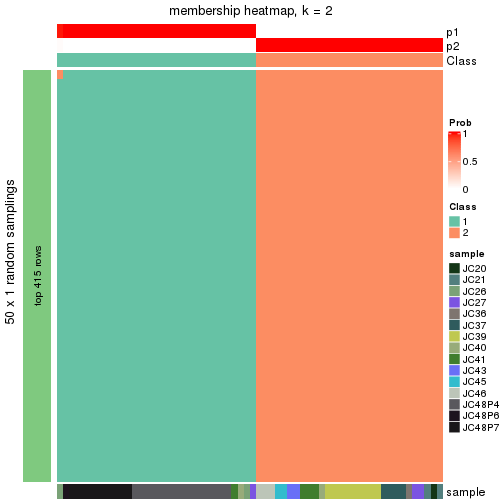 membership heatmap, k = 2
p1
p2
Class
50 x 1 random samplings
top 415 rows
Prob
1
0.5
0
Class
1
2
sample
JC20
JC21
JC26
JC27
JC36
JC37
JC39
JC40
JC41
JC43
JC45
JC46
JC48P4
JC48P6
JC48P7
sample